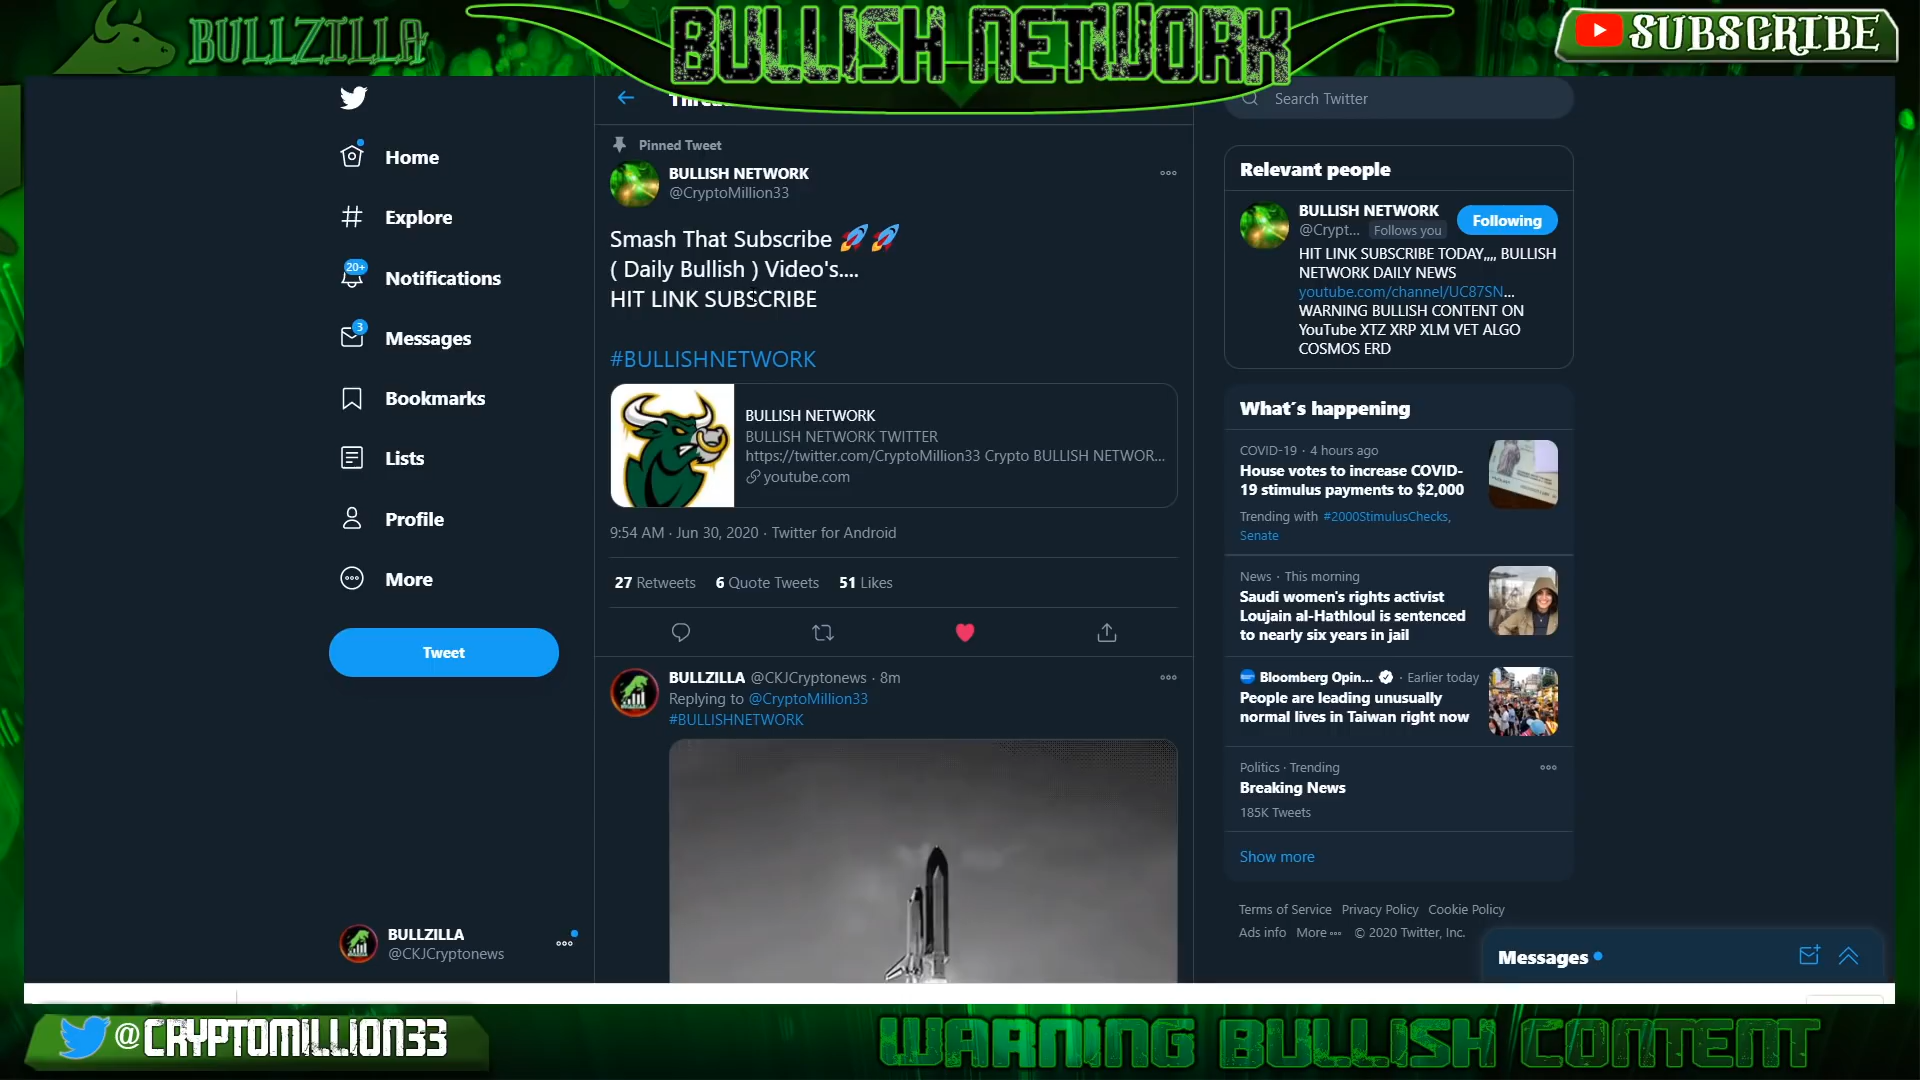 BULLZILLA
BULLISH NETWORK
SUBSCRIBE
Home
Explore
20+
Notifications
3
Messages
Bookmarks
Lists
Profile
More
Tweet
BULLZILLA
@CKJCryptonews
Pinned Tweet
BULLISH NETWORK
@CryptoMillion33
Smash That Subscribe 🚀🚀
( Daily Bullish ) Video's....
HIT LINK SUBSCRIBE
#BULLISHNETWORK
BULLISH NETWORK
BULLISH NETWORK TWITTER
https://twitter.com/CryptoMillion33 Crypto BULLISH NETWOR...
youtube.com
9:54 AM · Jun 30, 2020 · Twitter for Android
27 Retweets 6 Quote Tweets 51 Likes
BULLZILLA @CKJCryptonews · 8m
Replying to @CryptoMillion33
#BULLISHNETWORK
Search Twitter
Relevant people
BULLISH NETWORK
@Crypt... Follows you
Following
HIT LINK SUBSCRIBE TODAY,,,, BULLISH
NETWORK DAILY NEWS
youtube.com/channel/UC87SN...
WARNING BULLISH CONTENT ON
YouTube XTZ XRP XLM VET ALGO
COSMOS ERD
What's happening
COVID-19 · 4 hours ago
House votes to increase COVID-
19 stimulus payments to $2,000
Trending with #2000StimulusChecks,
Senate
News · This morning
Saudi women's rights activist
Loujain al-Hathloul is sentenced
to nearly six years in jail
Bloomberg Opin... · Earlier today
People are leading unusually
normal lives in Taiwan right now
Politics · Trending
Breaking News
185K Tweets
Show more
Terms of Service Privacy Policy Cookie Policy
Ads info More © 2020 Twitter, Inc.
Messages
@CRYPTOMILLION33
WARNING BULLISH CONTENT